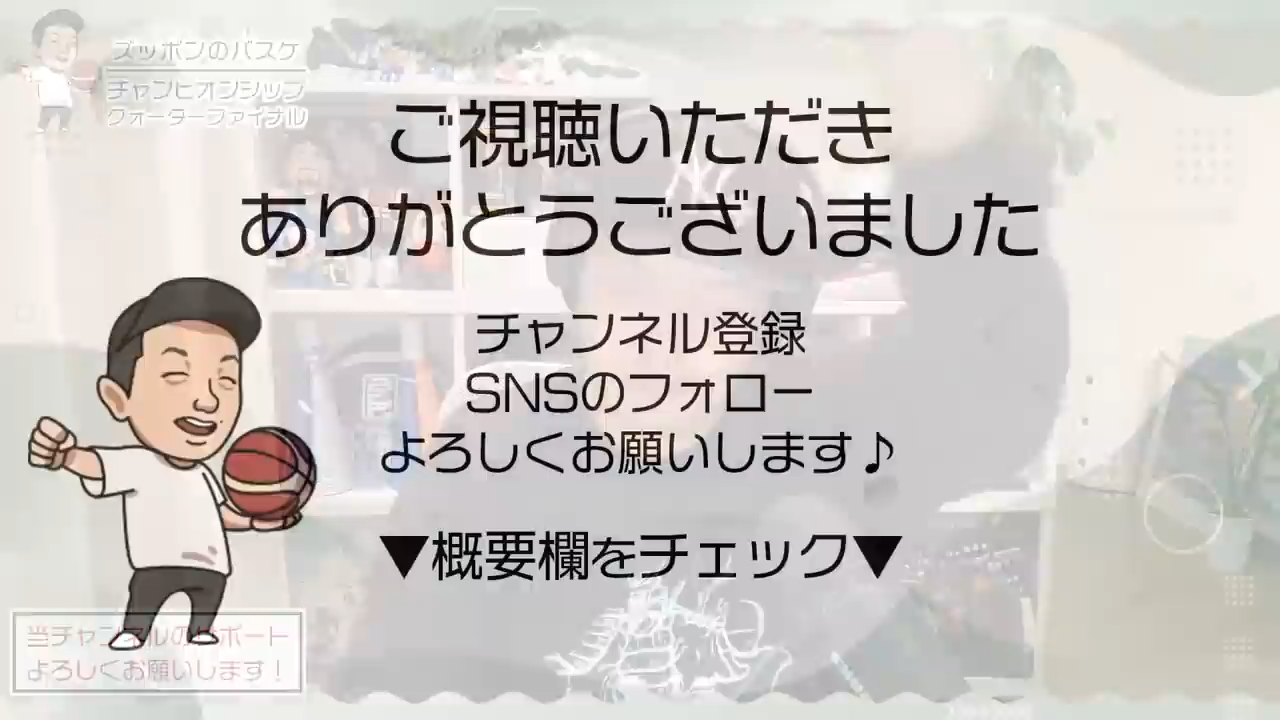 ズッポンのバスケ
チャンピオンシップ
クォーターファイナル
ご視聴いただき
ありがとうございました
チャンネル登録
SNSのフォロー
よろしくお願いします♪
▼概要欄をチェック▼
当チャンネルのサポート
よろしくお願いします！